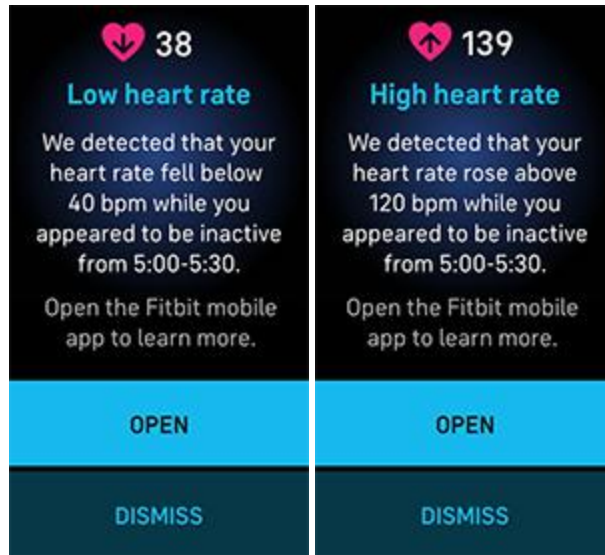 38
Low heart rate
We detected that your
heart rate fell below
40 bpm while you
appeared to be inactive
from 5:00-5:30.
Open the Fitbit mobile
app to learn more.
OPEN
DISMISS
139
High heart rate
We detected that your
heart rate rose above
120 bpm while you
appeared to be inactive
from 5:00-5:30.
Open the Fitbit mobile
app to learn more.
OPEN
DISMISS